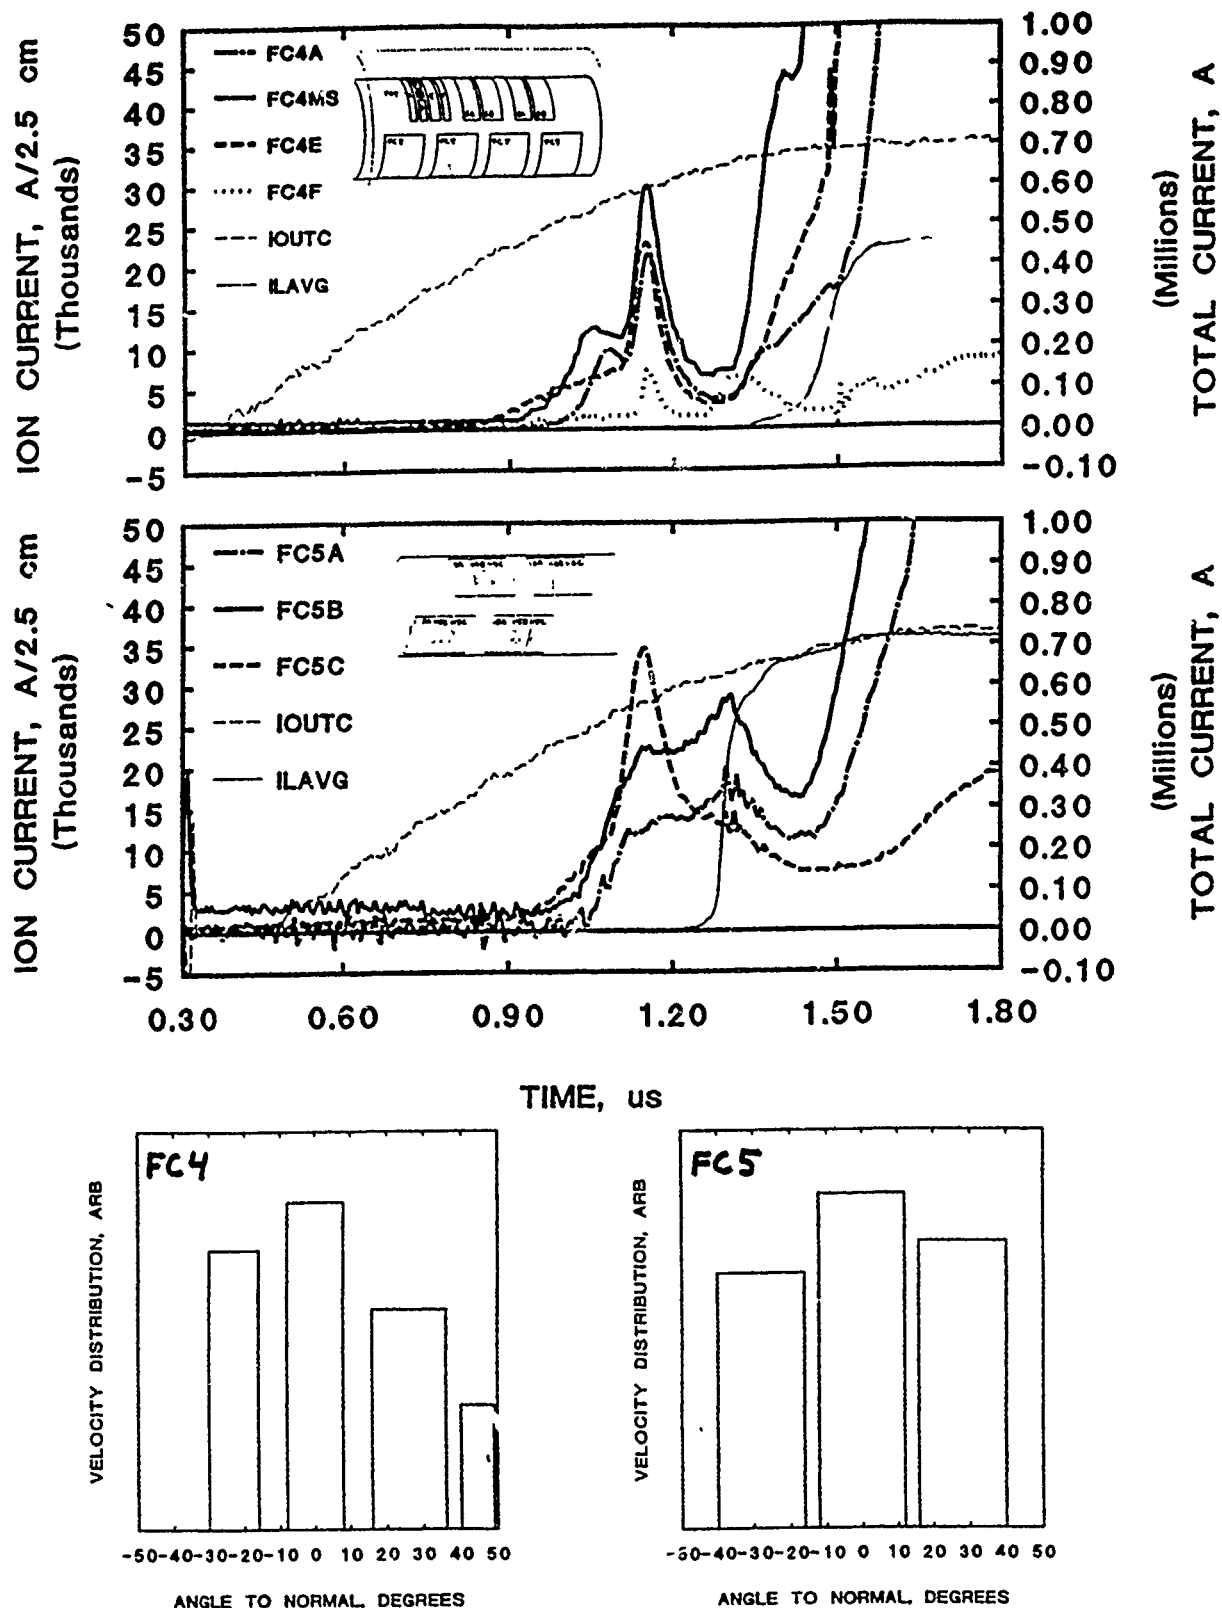 ION CURRENT, A/2.5 cm
(Thousands)
50
45
40
35
30
25
20
15
10
5
0
-5
FC4A
FC4MS
FC4E
FC4F
IOUTC
ILAVG
1.00
0.90
0.80
0.70
0.60
0.50
0.40
0.30
0.20
0.10
0.00
-0.10
(Millions)
TOTAL CURRENT, A
ION CURRENT, A/2.5 cm
(Thousands)
50
45
40
35
30
25
20
15
10
5
0
-5
FC5A
FC5B
FC5C
IOUTC
ILAVG
1.00
0.90
0.80
0.70
0.60
0.50
0.40
0.30
0.20
0.10
0.00
-0.10
(Millions)
TOTAL CURRENT, A
0.30 0.60 0.90 1.20 1.50 1.80
TIME, us
FC4
VELOCITY DISTRIBUTION, ARB
-50-40-30-20-10 0 10 20 30 40 50
ANGLE TO NORMAL, DEGREES
FC5
VELOCITY DISTRIBUTION, ARB
-50-40-30-20-10 0 10 20 30 40 50
ANGLE TO NORMAL, DEGREES